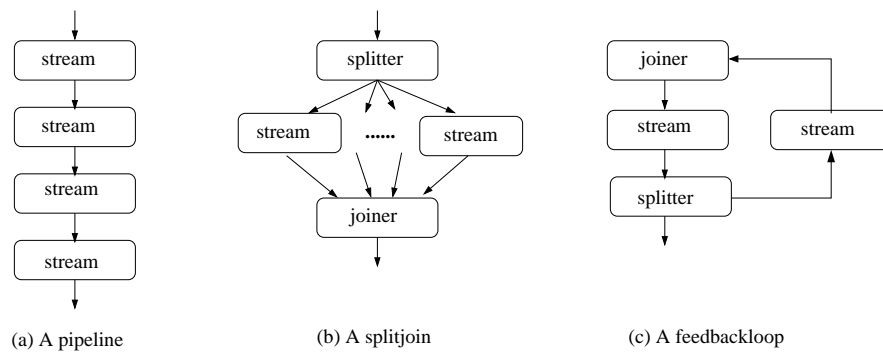 stream
stream
stream
stream
(a) A pipeline
splitter
stream
......
stream
joiner
(b) A splitjoin
joiner
stream
stream
splitter
(c) A feedbackloop